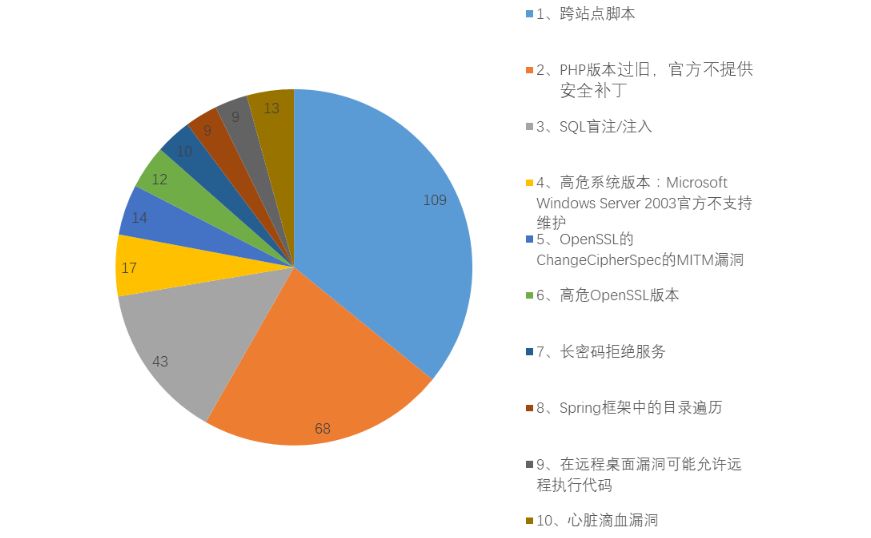 1、跨站点脚本
2、PHP版本过旧，官方不提供
安全补丁
3、SQL盲注/注入
4、高危系统版本：Microsoft
Windows Server 2003官方不支持
维护
5、OpenSSL的
ChangeCipherSpec的MITM漏洞
6、高危OpenSSL版本
7、长密码拒绝服务
8、Spring框架中的目录遍历
9、在远程桌面漏洞可能允许远
程执行代码
10、心脏滴血漏洞
109
68
43
17
14
12
10
9
9
13